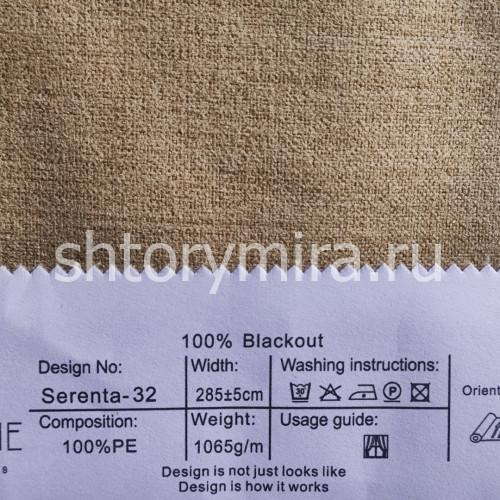 shtorymira.ru
100% Blackout
Design No:
Serenta-32
Width:
285±5cm
Washing instructions:
30
P
Composition:
100%PE
Weight:
1065g/m
Usage guide:
Design is not just looks like
Design is how it works